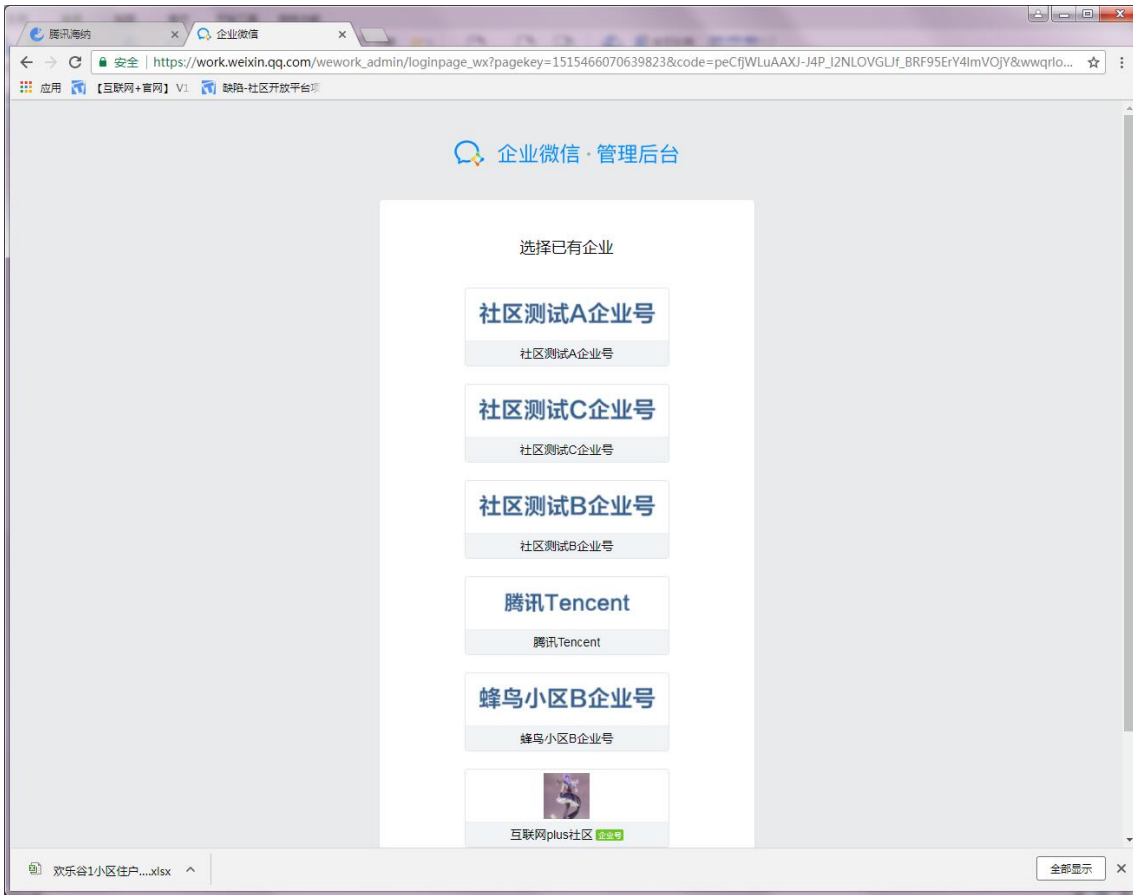 腾讯海纳
企业微信
安全
https://work.weixin.qq.com/wework_admin/loginpage_wx?pagekey=1515466070639823&code=peCfjWLuAAXJ-J4P_I2NLOVGLJf_BRF95ErY4lmVOjY&wwqrlo...
应用 【互联网+官网】V1 缺陷-社区开放平台项
企业微信·管理后台
选择已有企业
社区测试A企业号
社区测试A企业号
社区测试C企业号
社区测试C企业号
社区测试B企业号
社区测试B企业号
腾讯Tencent
腾讯Tencent
蜂鸟小区B企业号
蜂鸟小区B企业号
互联网plus社区 企业号
欢乐谷1小区住户....xlsx
全部显示